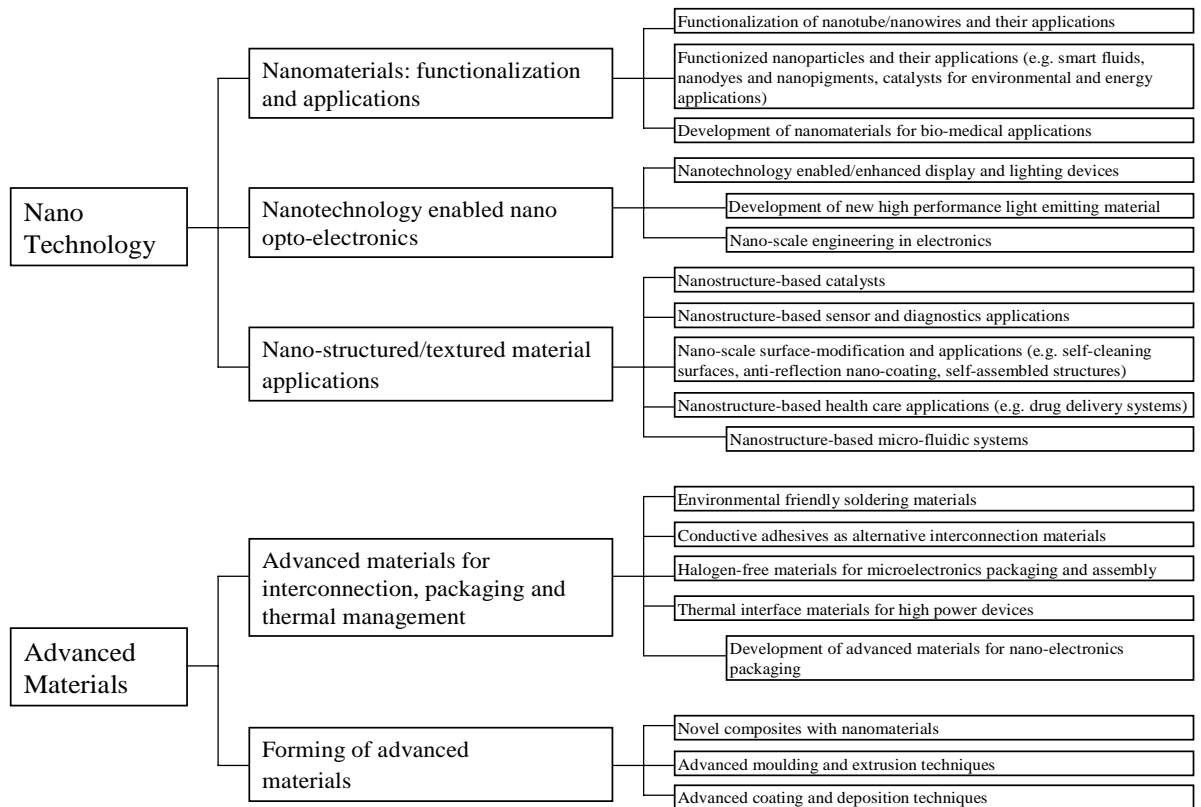 Functionalization of nanotube/nanowires and their applications
Nanomaterials: functionalization
and applications
Functionized nanoparticles and their applications (e.g. smart fluids,
nanodyes and nanopigments, catalysts for environmental and energy
applications)
Development of nanomaterials for bio-medical applications
Nano
Technology
Nanotechnology enabled nano
opto-electronics
Nanotechnology enabled/enhanced display and lighting devices
Development of new high performance light emitting material
Nano-scale engineering in electronics
Nano-structured/textured material
applications
Nanostructure-based catalysts
Nanostructure-based sensor and diagnostics applications
Nano-scale surface-modification and applications (e.g. self-cleaning
surfaces, anti-reflection nano-coating, self-assembled structures)
Nanostructure-based health care applications (e.g. drug delivery systems)
Nanostructure-based micro-fluidic systems
Advanced
Materials
Advanced materials for
interconnection, packaging and
thermal management
Environmental friendly soldering materials
Conductive adhesives as alternative interconnection materials
Halogen-free materials for microelectronics packaging and assembly
Thermal interface materials for high power devices
Development of advanced materials for nano-electronics
packaging
Forming of advanced
materials
Novel composites with nanomaterials
Advanced moulding and extrusion techniques
Advanced coating and deposition techniques